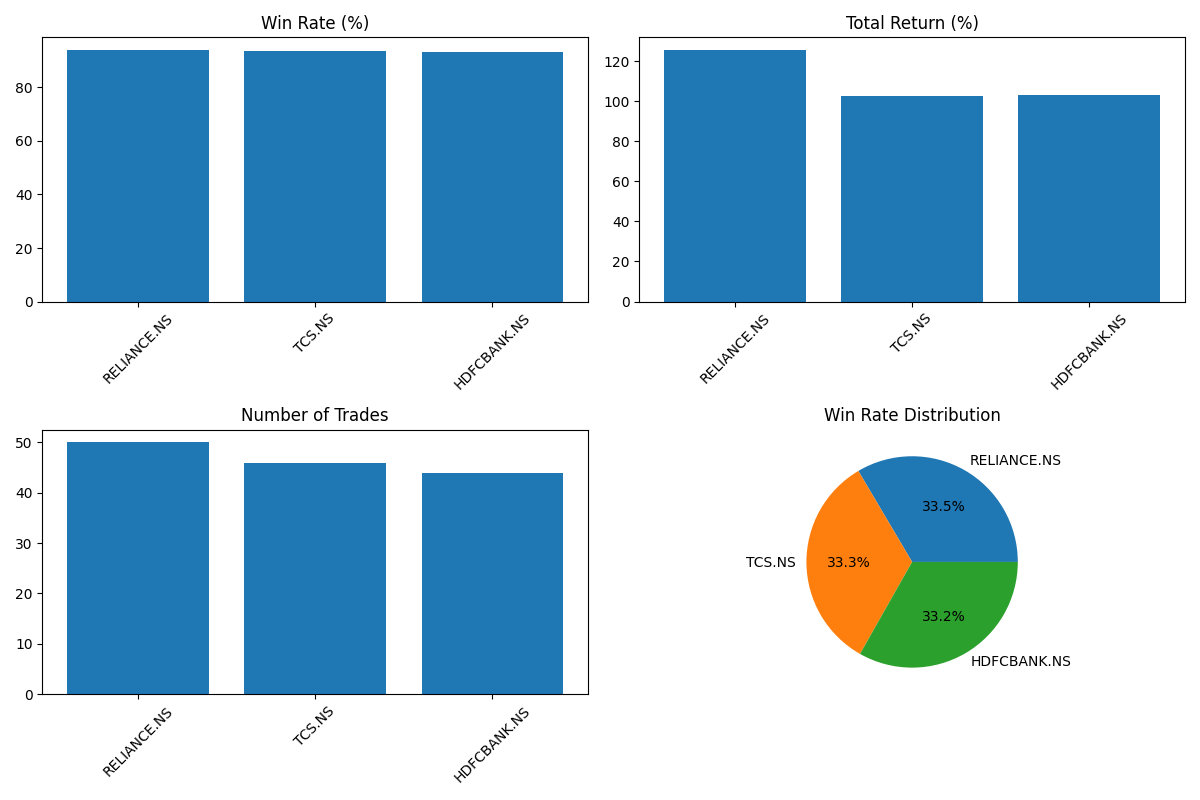 Win Rate (%)
80
60
40
20
0
RELIANCE.NS
TCS.NS
HDFCBANK.NS
Total Return (%)
120
100
80
60
40
20
0
RELIANCE.NS
TCS.NS
HDFCBANK.NS
Number of Trades
50
40
30
20
10
0
RELIANCE.NS
TCS.NS
HDFCBANK.NS
Win Rate Distribution
RELIANCE.NS
33.5%
TCS.NS
33.3%
33.2%
HDFCBANK.NS